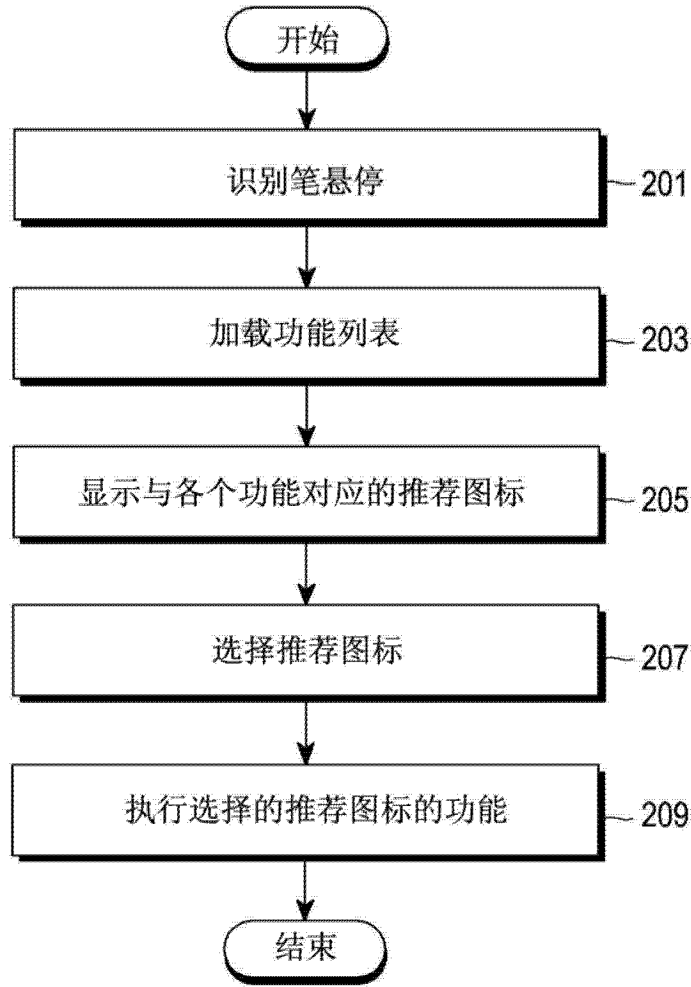 开始
识别笔悬停
201
加载功能列表
203
显示与各个功能对应的推荐图标
205
选择推荐图标
207
执行选择的推荐图标的功能
209
结束